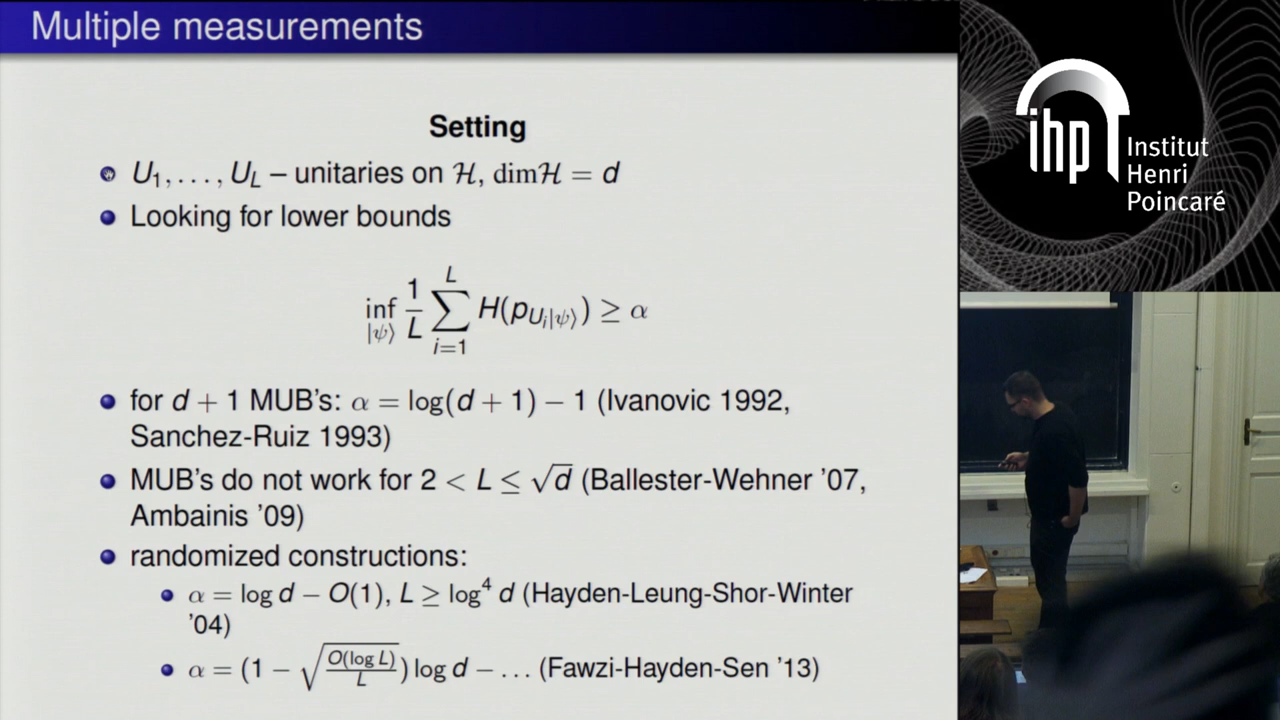 Multiple measurements
Setting
U₁, . . . , U_L – unitaries on ℋ, dimℋ = d
Looking for lower bounds
inf_{|ψ⟩} 1/L ∑_{i=1}^{L} H(p_{U_i|ψ⟩}) ≥ α
for d + 1 MUB's: α = log(d + 1) − 1 (Ivanovic 1992,
Sanchez-Ruiz 1993)
MUB's do not work for 2 < L ≤ √d (Ballester-Wehner '07,
Ambainis '09)
randomized constructions:
α = log d − O(1), L ≥ log⁴ d (Hayden-Leung-Shor-Winter
'04)
α = (1 − √(O(log L)/L)) log d − . . . (Fawzi-Hayden-Sen '13)
ihp
Institut
Henri
Poincaré